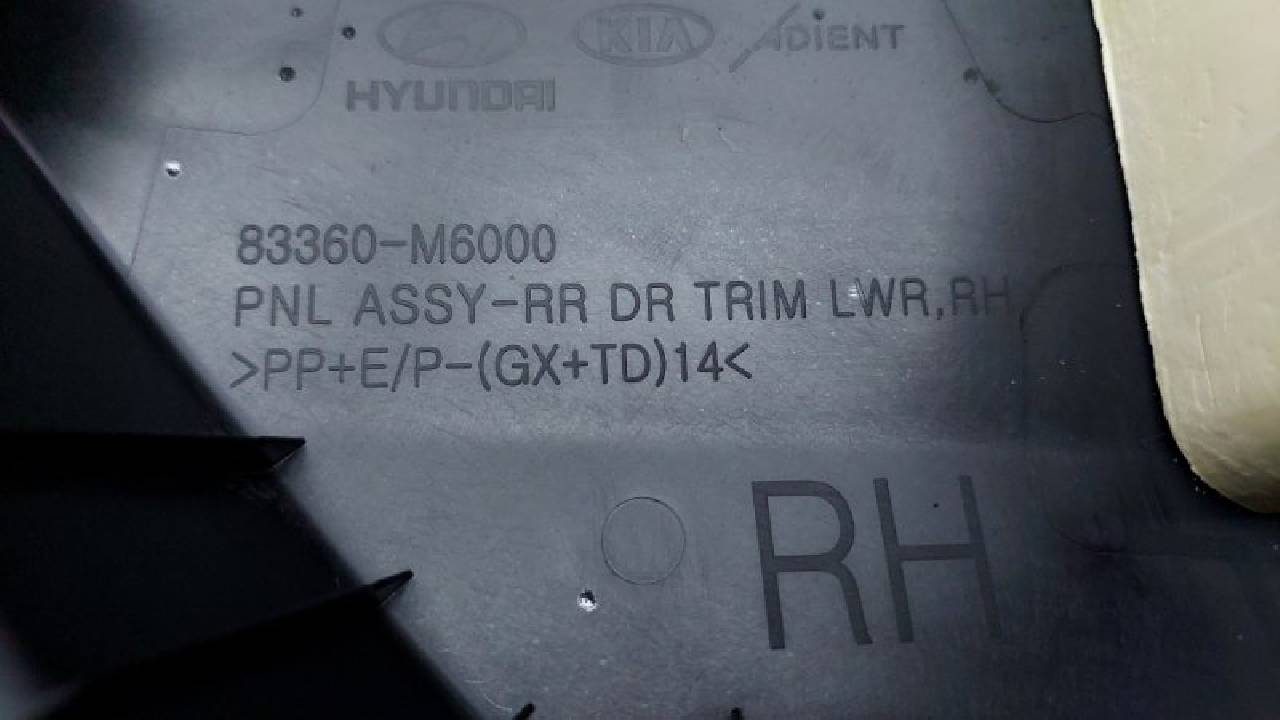 KIA ADIENT
HYUNDAI
83360-M6000
PNL ASSY-RR DR TRIM LWR,RH
>PP+E/P-(GX+TD)14<
RH